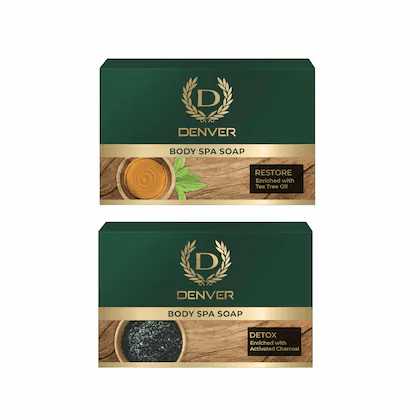 D
DENVER
BODY SPA SOAP
RESTORE
Enriched with
Tea Tree Oil
D
DENVER
BODY SPA SOAP
DETOX
Enriched with
Activated Charcoal